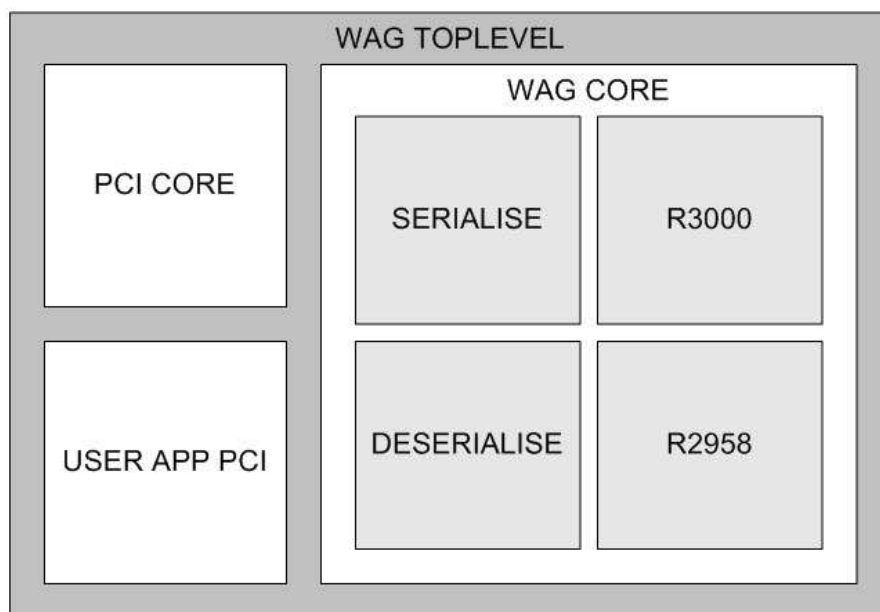 WAG TOPLEVEL
WAG CORE
PCI CORE
SERIALISE
R3000
USER APP PCI
DESERIALISE
R2958